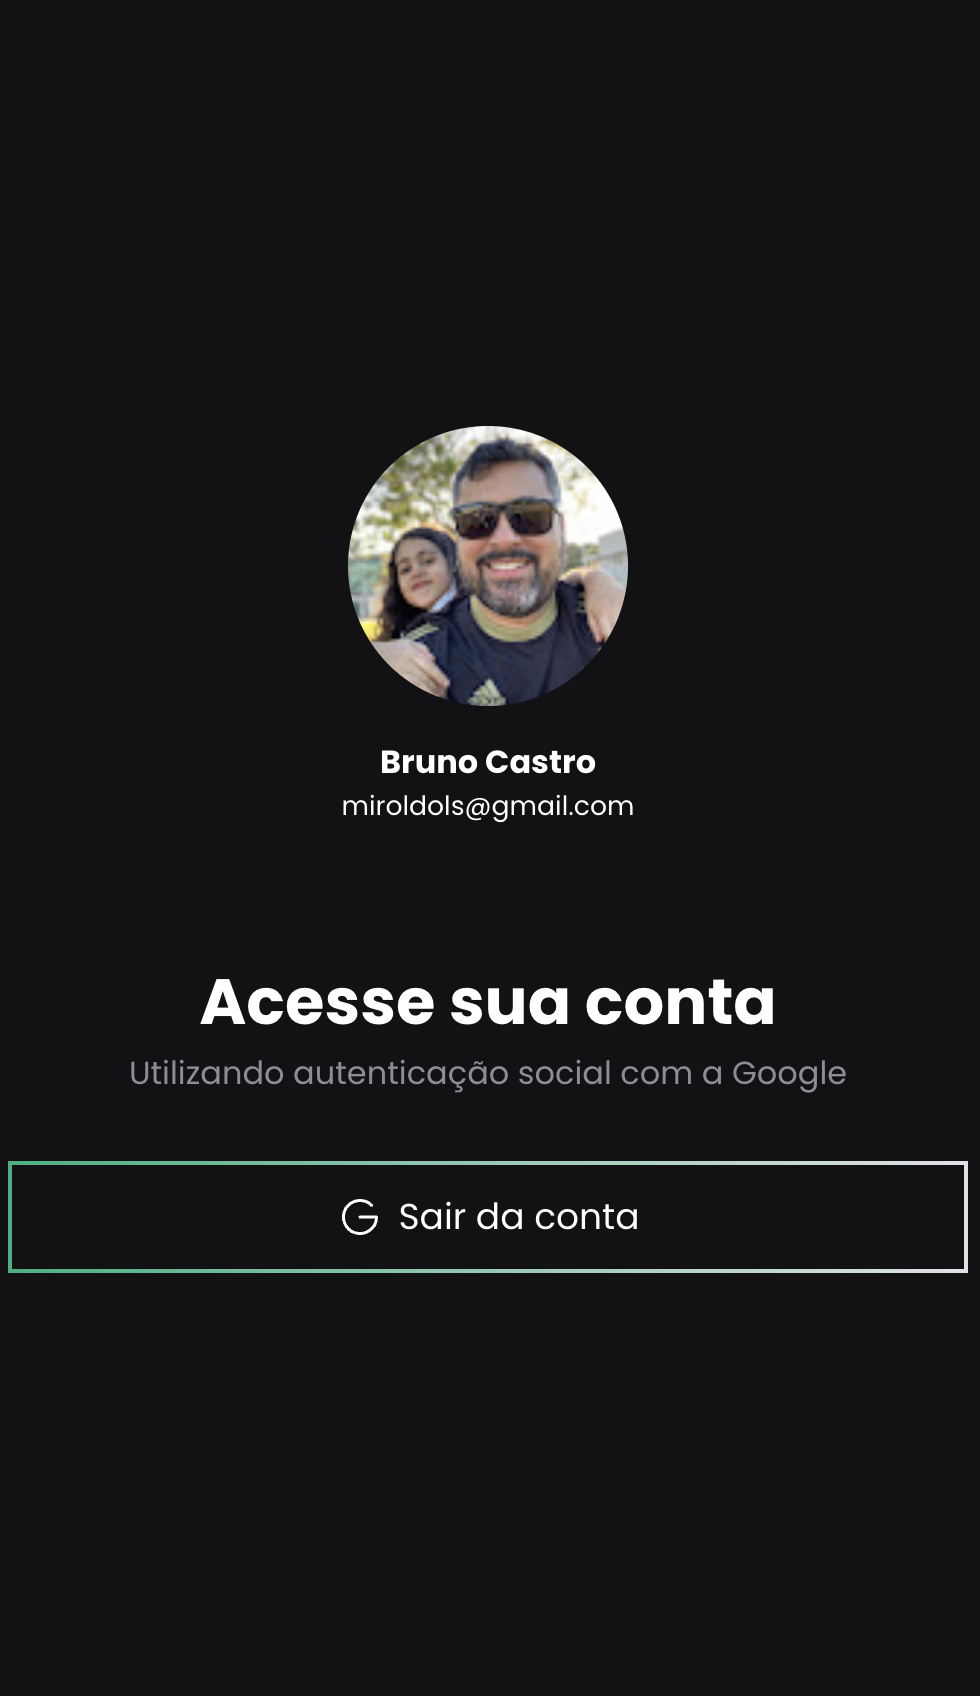 Bruno Castro
miroldols@gmail.com
Acesse sua conta
Utilizando autenticação social com a Google
Sair da conta